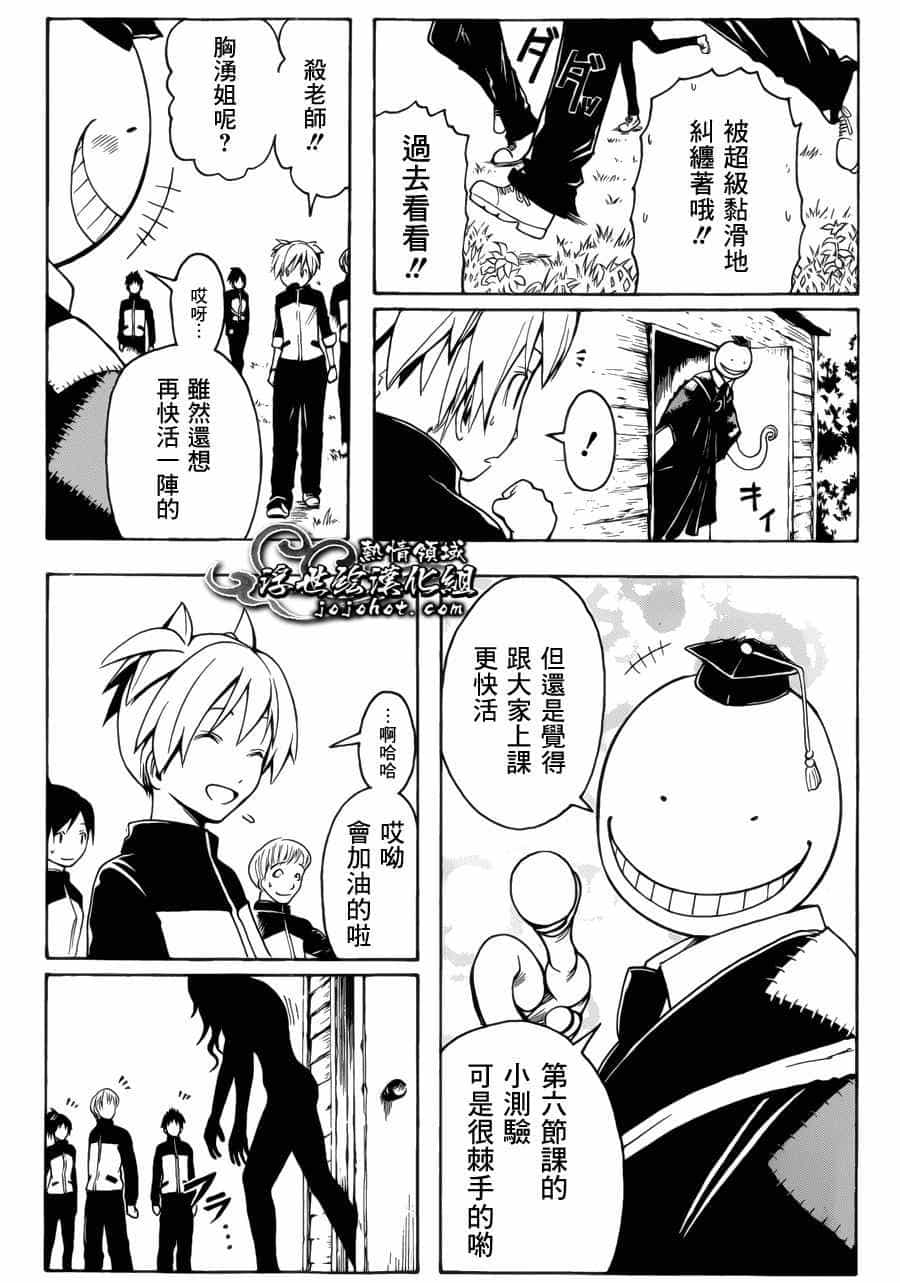 被超級黏滑地
糾纏著哦!!
過去看看!!
ダ
ダッ
殺老師!!
胸湧姐呢?
!
キィ
哎呀…
雖然還想
再快活一陣的
熱情領域
浮世绘漢化組
jojohot.com
但還是覺得
跟大家上課
更快活
第六節課的
小測驗
可是很棘手的喲
…啊哈哈
哎呦
會加油的啦
フラ